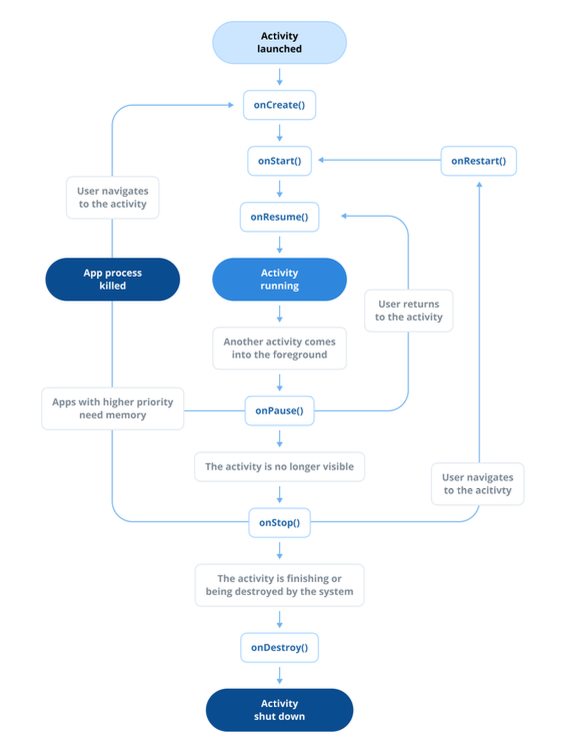 Activity
launched
onCreate()
onStart()
onRestart()
User navigates
to the activity
onResume()
App process
killed
Activity
running
User returns
to the activity
Another activity comes
into the foreground
Apps with higher priority
need memory
onPause()
The activity is no longer visible
User navigates
to the acitivty
onStop()
The activity is finishing or
being destroyed by the system
onDestroy()
Activity
shut down